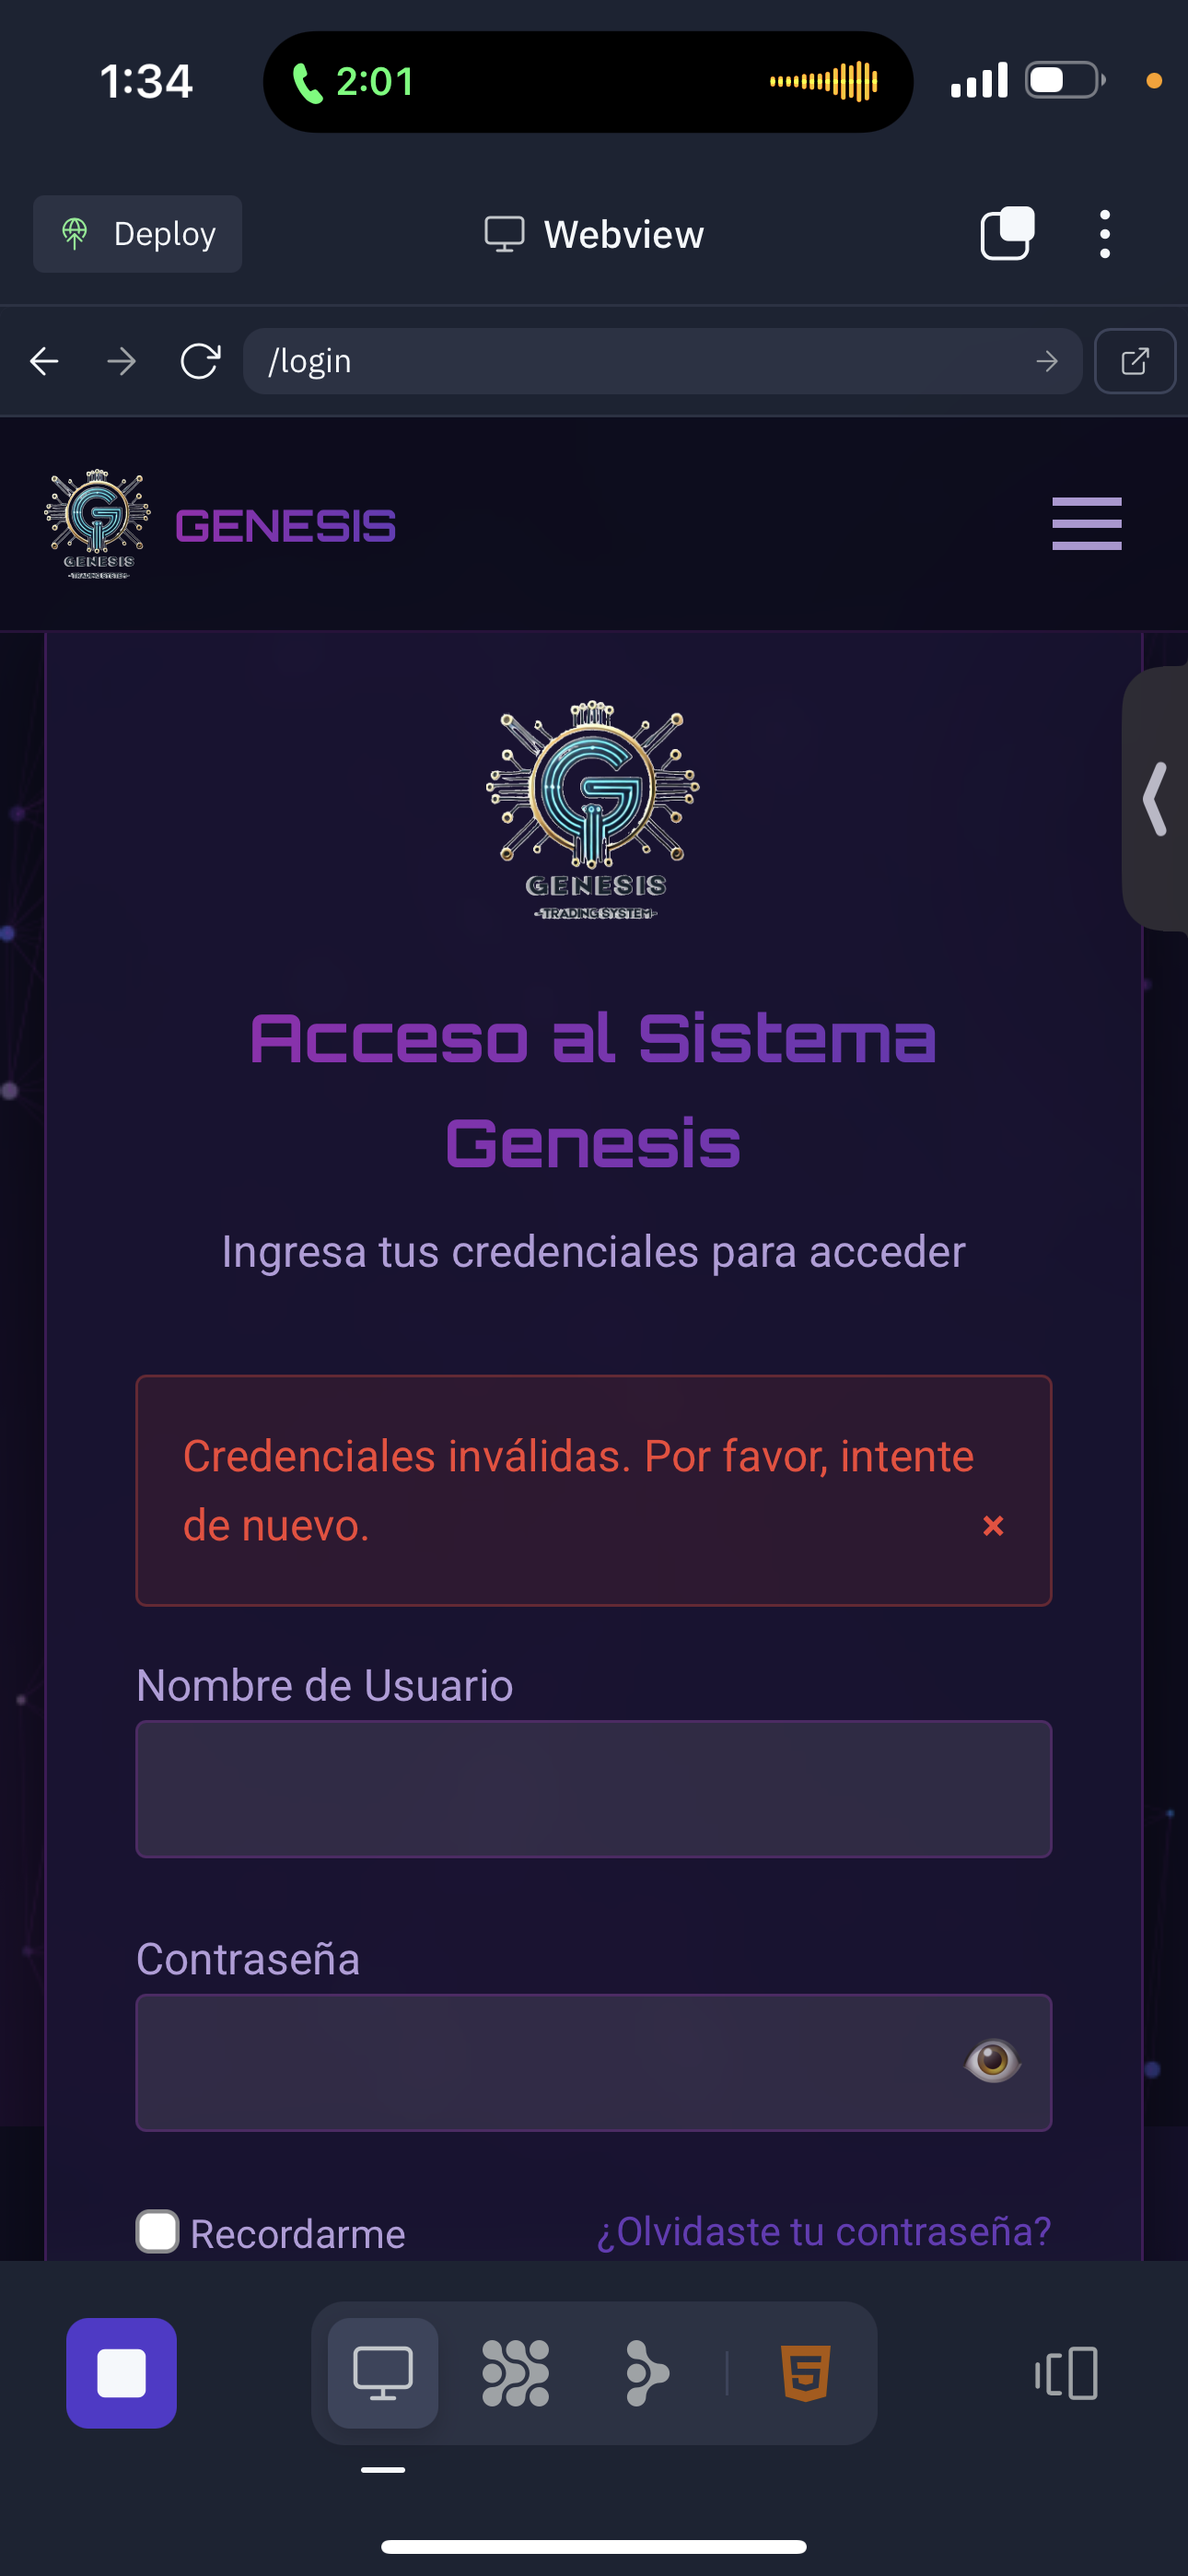 1:34
2:01
Deploy
Webview
/login
GENESIS
-TRADING SYSTEM-
GENESIS
GENESIS
-TRADING SYSTEM-
Acceso al Sistema
Genesis
Ingresa tus credenciales para acceder
Credenciales inválidas. Por favor, intente
de nuevo.
×
Nombre de Usuario
Contraseña
Recordarme
¿Olvidaste tu contraseña?